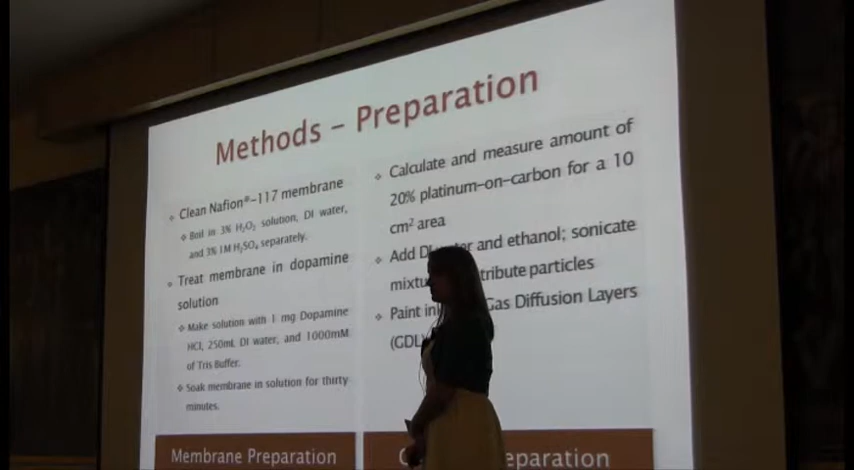 Methods – Preparation
❖ Clean Nafion®-117 membrane
❖ Boil in 3% H₂O₂ solution, DI water,
and 3% 1M H₂SO₄ separately.
❖ Treat membrane in dopamine
solution
❖ Make solution with 1 mg Dopamine
HCl, 250mL DI water, and 1000mM
of Tris Buffer.
❖ Soak membrane in solution for thirty
minutes.
Membrane Preparation
❖ Calculate and measure amount of
20% platinum-on-carbon for a 10
cm² area
❖ Add and ethanol; sonicate
particles
❖ Paint Gas Diffusion Layers
(GDL